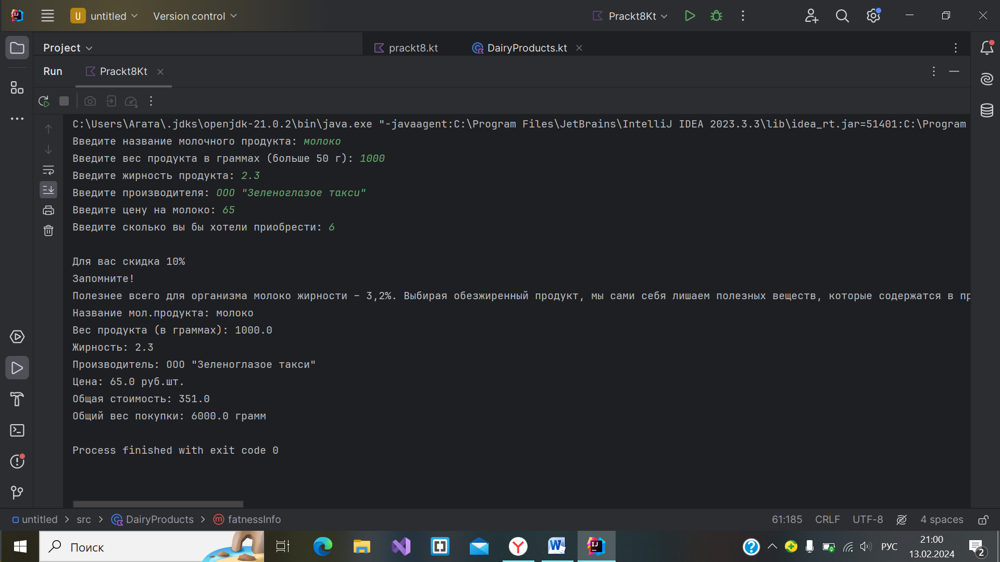 U untitled Version control Prackt8Kt
Project prackt8.kt DairyProducts.kt
Run Prackt8Kt
C:\Users\Агата\.jdks\openjdk-21.0.2\bin\java.exe "-javaagent:C:\Program Files\JetBrains\IntelliJ IDEA 2023.3.3\lib\idea_rt.jar=51401:C:\Program
Введите название молочного продукта: молоко
Введите вес продукта в граммах (больше 50 г): 1000
Введите жирность продукта: 2.3
Введите производителя: ООО "Зеленоглазое такси"
Введите цену на молоко: 65
Введите сколько вы бы хотели приобрести: 6
Для вас скидка 10%
Запомните!
Полезнее всего для организма молоко жирности – 3,2%. Выбирая обезжиренный продукт, мы сами себя лишаем полезных веществ, которые содержатся в пр
Название мол.продукта: молоко
Вес продукта (в граммах): 1000.0
Жирность: 2.3
Производитель: ООО "Зеленоглазое такси"
Цена: 65.0 руб.шт.
Общая стоимость: 351.0
Общий вес покупки: 6000.0 грамм
Process finished with exit code 0
untitled > src > DairyProducts > fatnessInfo 61:185 CRLF UTF-8 4 spaces
Поиск РУС 21:00
13.02.2024 2